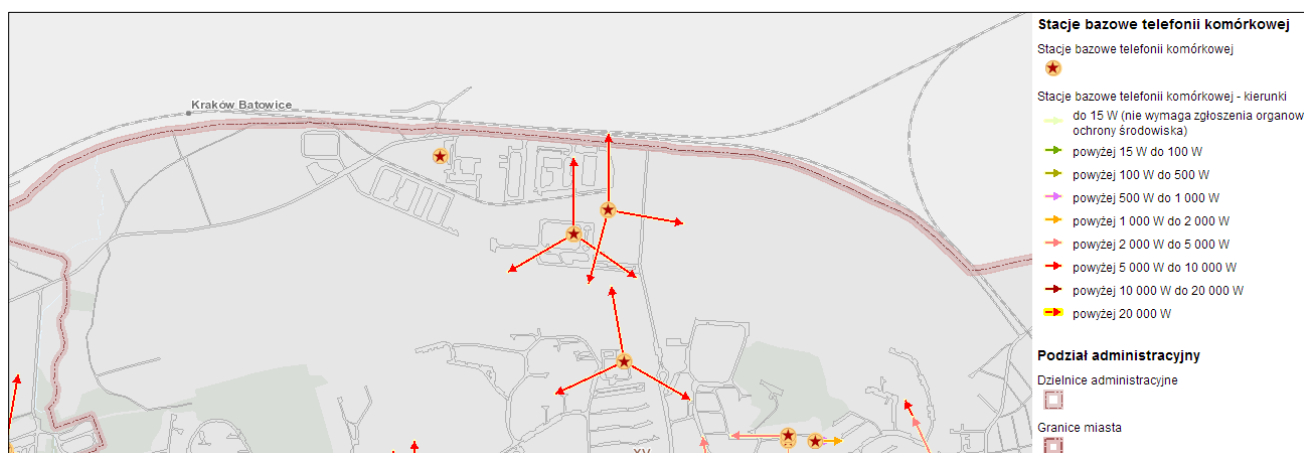 Kraków Batowice
XV
Stacje bazowe telefonii komórkowej
Stacje bazowe telefonii komórkowej
Stacje bazowe telefonii komórkowej - kierunki
do 15 W (nie wymaga zgłoszenia organow
ochrony środowiska)
powyżej 15 W do 100 W
powyżej 100 W do 500 W
powyżej 500 W do 1 000 W
powyżej 1 000 W do 2 000 W
powyżej 2 000 W do 5 000 W
powyżej 5 000 W do 10 000 W
powyżej 10 000 W do 20 000 W
powyżej 20 000 W
Podział administracyjny
Dzielnice administracyjne
Granice miasta